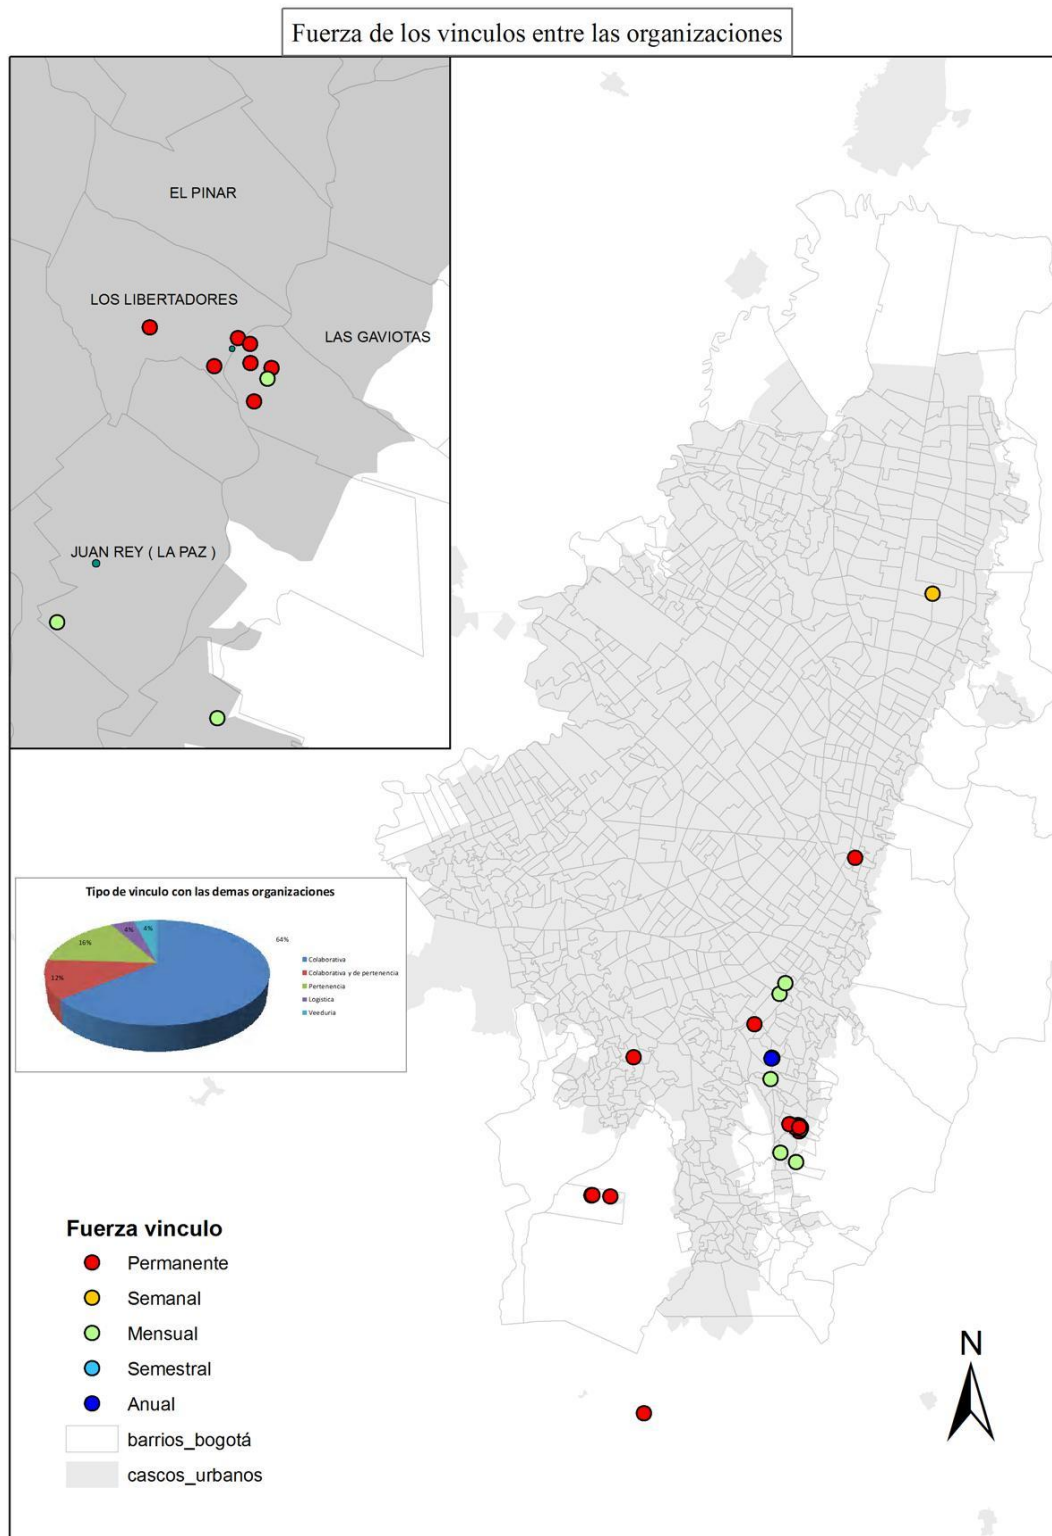 Fuerza de los vinculos entre las organizaciones
EL PINAR
LOS LIBERTADORES
LAS GAVIOTAS
JUAN REY ( LA PAZ )
Tipo de vinculo con las demas organizaciones
64%
12%
16%
4%
4%
Colaborativa
Colaborativa y de pertenencia
Pertenencia
Logistica
Veeduria
Fuerza vinculo
Permanente
Semanal
Mensual
Semestral
Anual
barrios_bogotá
cascos_urbanos
N